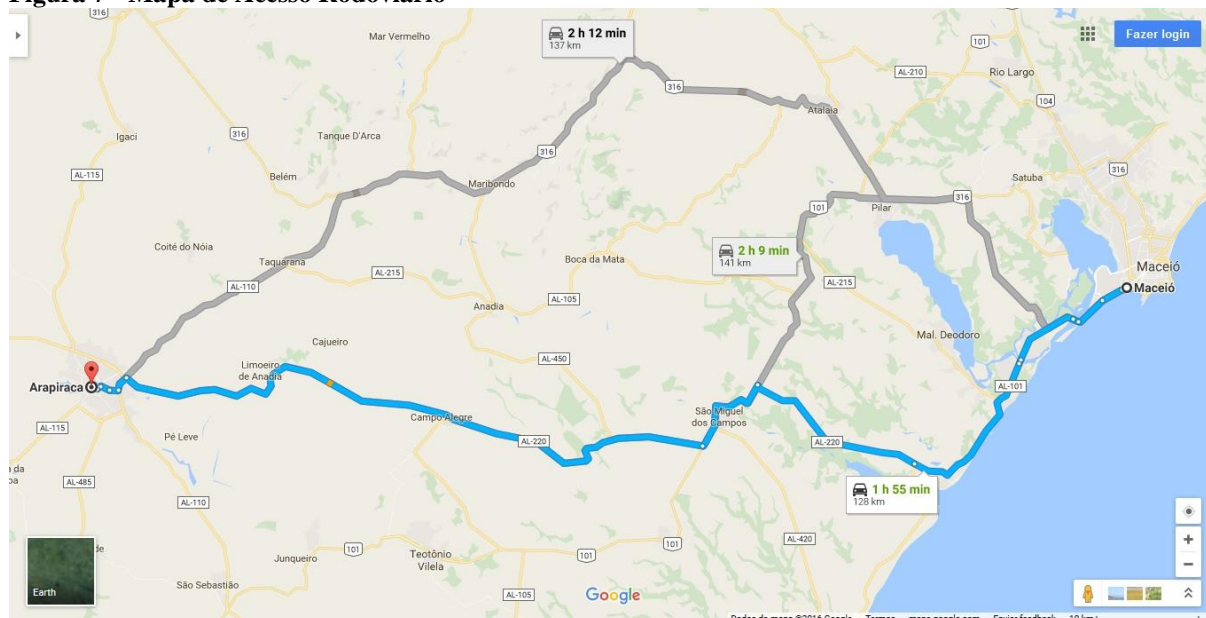 Figura 7 - Mapa de Acesso Rodoviário
316
Mar Vermelho
2 h 12 min
137 km
101
Fazer login
AL-210
Rio Largo
316
104
Atalaia
Igaci
316
Tanque D'Arca
316
AL-115
Belém
Maribondo
Satuba
316
316
101
Pilar
Coité do Nóia
2 h 9 min
141 km
Boca da Mata
Taquarana
AL-215
Maceió
AL-110
AL-215
Maceió
AL-105
Anadia
Mal. Deodoro
Cajueiro
AL-450
Limoeiro
de Anadia
Arapiraca
AL-101
Campo Alegre
São Miguel
dos Campos
AL-115
Pé Leve
AL-220
AL-220
AL-485
1 h 55 min
128 km
AL-110
AL-420
101
101
101
Junqueiro
Teotônio
Vilela
São Sebastião
Earth
AL-105
Google